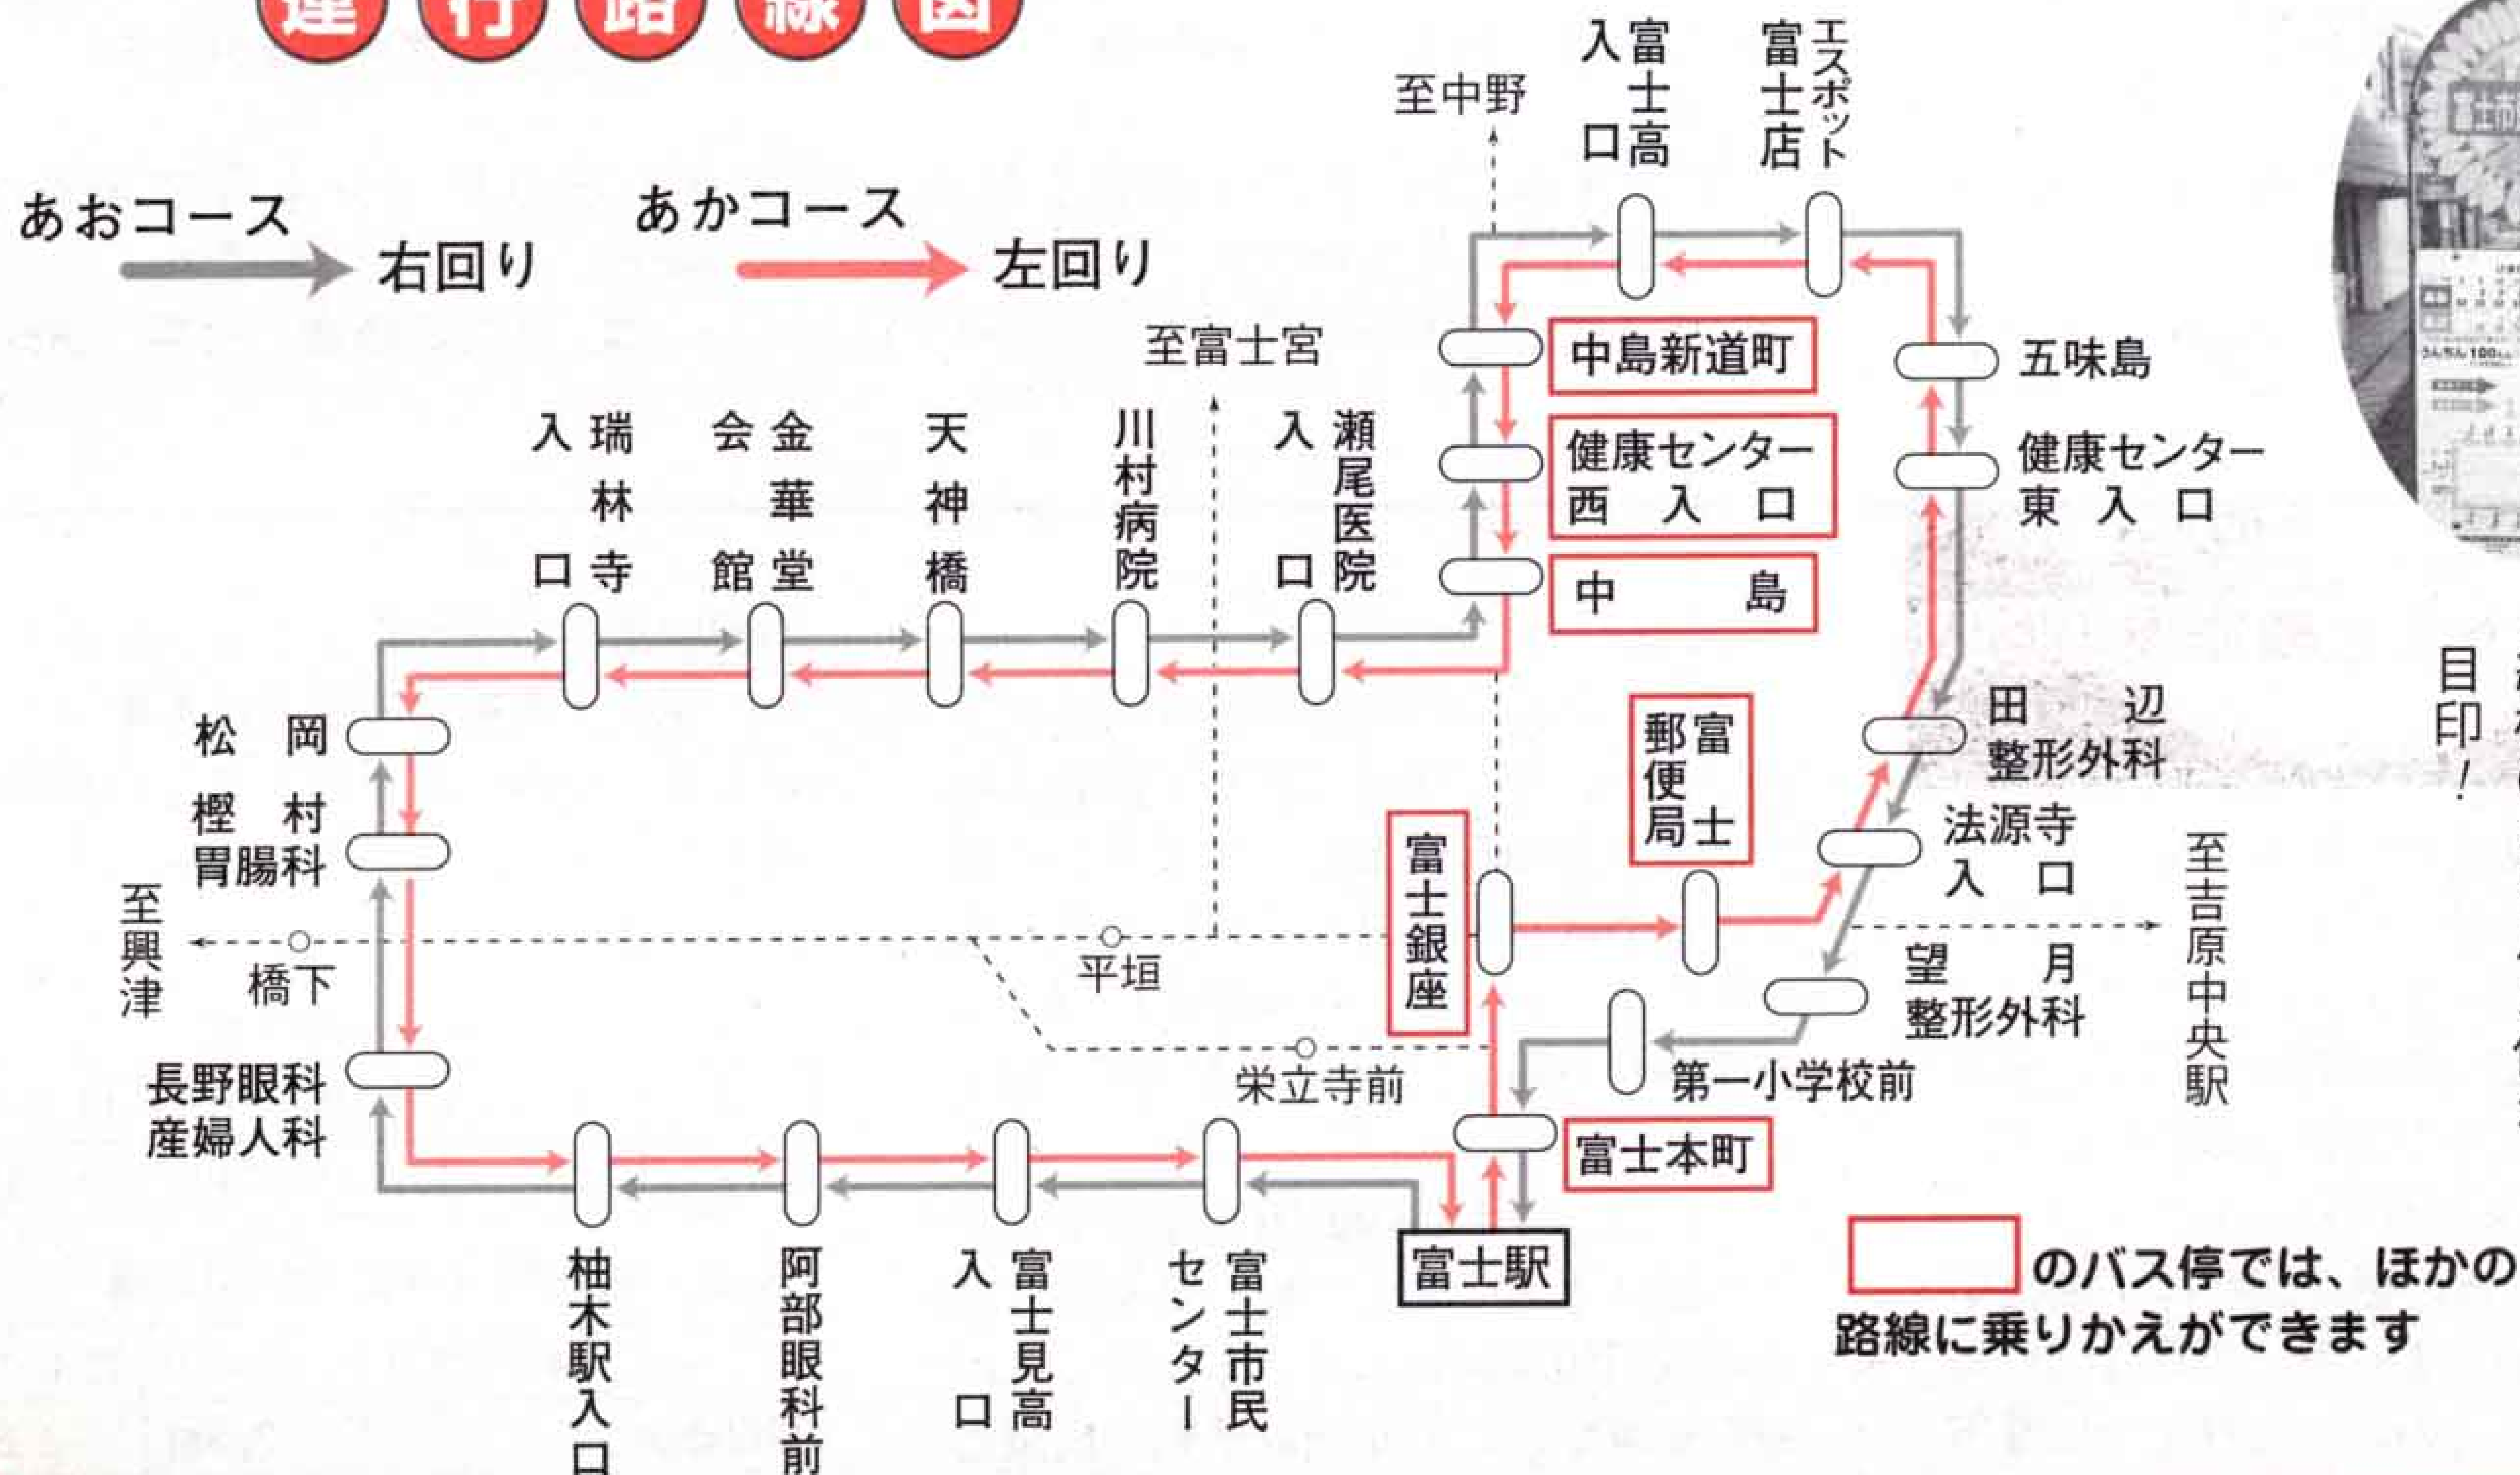 運行路線図
あおコース
右回り
あかコース
左回り
至中野
富士高
入口
エスポット
富士店
至富士宮
中島新道町
健康センター
西入口
中島
五味島
健康センター
東入口
瑞林寺
入口
金華堂
会館
天神橋
川村病院
瀬尾医院
入口
松岡
樫村
胃腸科
至興津
橋下
平垣
栄立寺前
長野眼科
産婦人科
富士
郵便局
富士銀座
田辺
整形外科
法源寺
入口
望月
整形外科
至吉原中央駅
第一小学校前
富士本町
富士駅
柚木駅入口
阿部眼科前
富士見高
入口
富士市民
センター
のバス停では、ほかの
路線に乗りかえができます
目印!